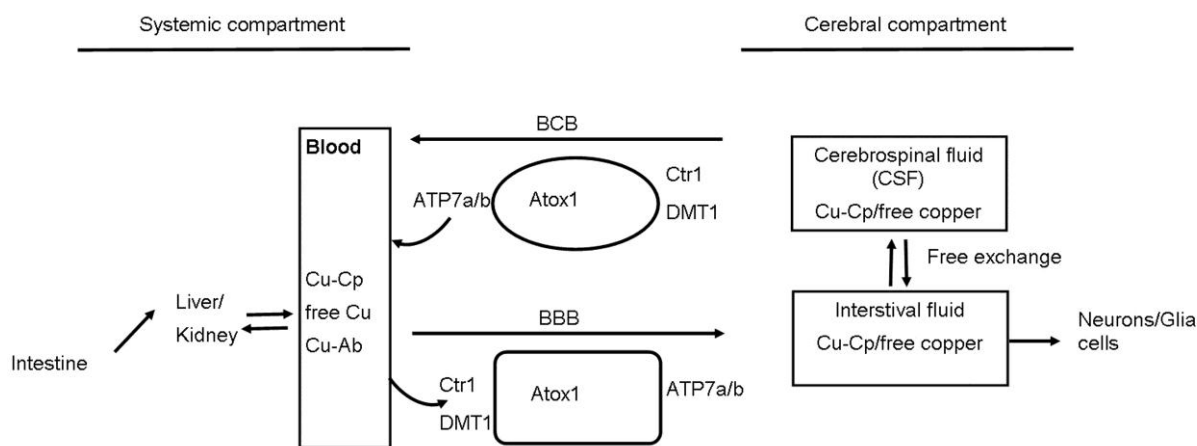 Systemic compartment
Cerebral compartment
BCB
Blood
ATP7a/b
Atox1
Ctr1
DMT1
Cerebrospinal fluid
(CSF)
Cu-Cp/free copper
Free exchange
Intestine
Liver/
Kidney
Cu-Cp
free Cu
Cu-Ab
BBB
Ctr1
DMT1
Atox1
ATP7a/b
Interstival fluid
Cu-Cp/free copper
Neurons/Glia
cells